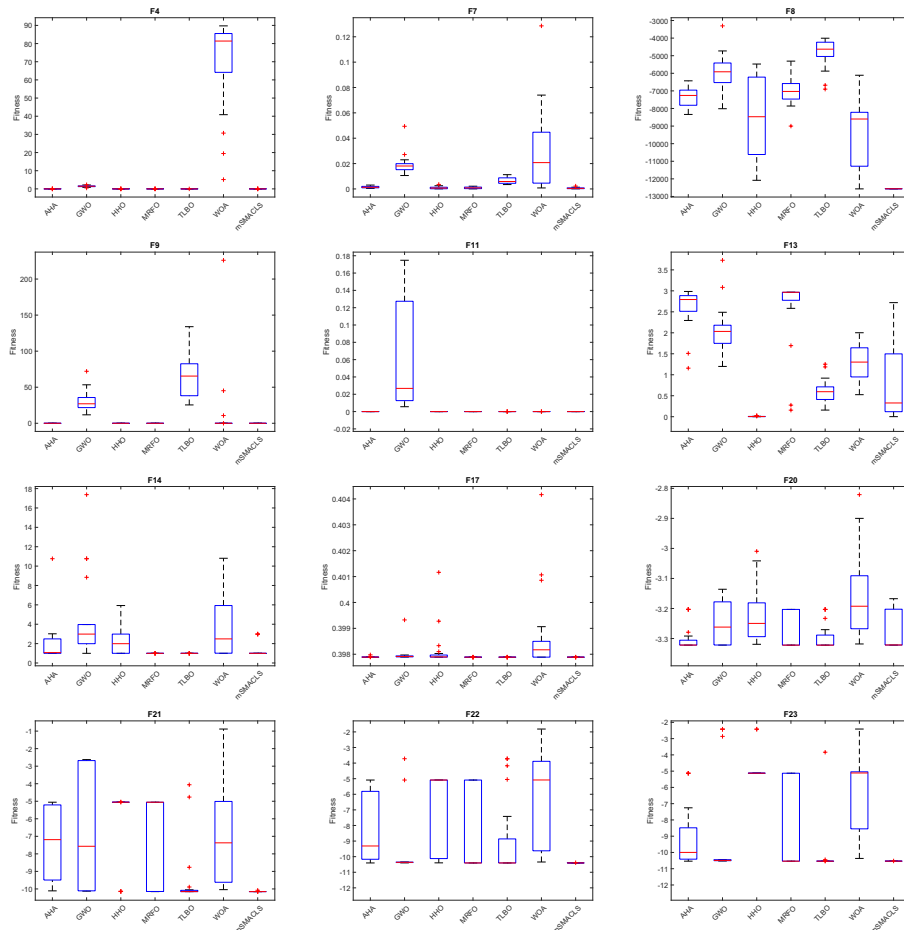 F4
90
80
70
60
50
40
30
20
10
0
Fitness
AHA
GWO
HHO
MRFO
TLBO
WOA
mSMACLS
F7
0.12
0.1
0.08
0.06
0.04
0.02
0
Fitness
AHA
GWO
HHO
MRFO
TLBO
WOA
mSMACLS
F8
-3000
-4000
-5000
-6000
-7000
-8000
-9000
-10000
-11000
-12000
-13000
Fitness
AHA
GWO
HHO
MRFO
TLBO
WOA
mSMACLS
F9
200
150
100
50
0
Fitness
AHA
GWO
HHO
MRFO
TLBO
WOA
mSMACLS
F11
0.18
0.16
0.14
0.12
0.1
0.08
0.06
0.04
0.02
0
-0.02
Fitness
AHA
GWO
HHO
MRFO
TLBO
WOA
mSMACLS
F13
3.5
3
2.5
2
1.5
1
0.5
0
Fitness
AHA
GWO
HHO
MRFO
TLBO
WOA
mSMACLS
F14
18
16
14
12
10
8
6
4
2
0
Fitness
AHA
GWO
HHO
MRFO
TLBO
WOA
mSMACLS
F17
0.404
0.403
0.402
0.401
0.4
0.399
0.398
Fitness
AHA
GWO
HHO
MRFO
TLBO
WOA
mSMACLS
F20
-2.8
-2.9
-3
-3.1
-3.2
-3.3
Fitness
AHA
GWO
HHO
MRFO
TLBO
WOA
mSMACLS
F21
-1
-2
-3
-4
-5
-6
-7
-8
-9
-10
Fitness
AHA
GWO
HHO
MRFO
TLBO
WOA
mSMACLS
F22
-2
-3
-4
-5
-6
-7
-8
-9
-10
-11
-12
Fitness
AHA
GWO
HHO
MRFO
TLBO
WOA
mSMACLS
F23
-2
-3
-4
-5
-6
-7
-8
-9
-10
-11
-12
Fitness
AHA
GWO
HHO
MRFO
TLBO
WOA
mSMACLS